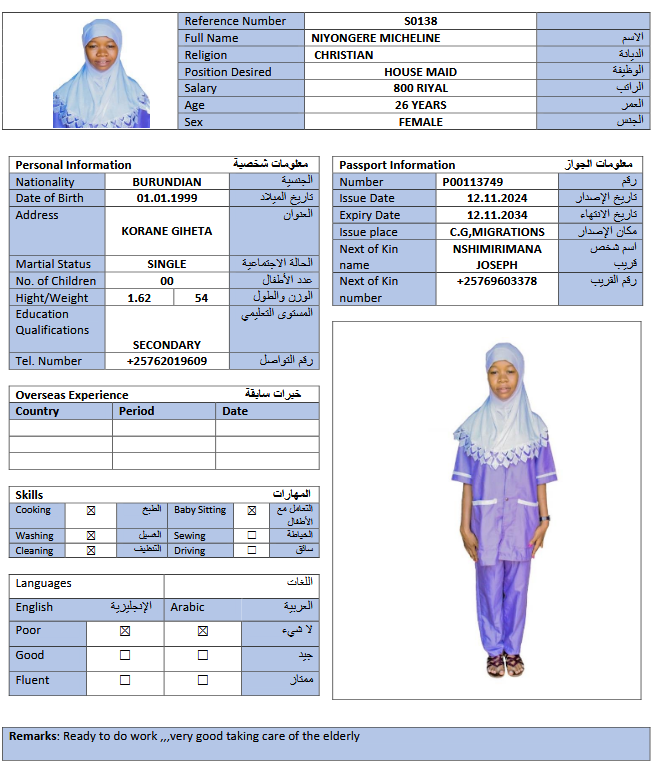 Reference Number S0138
Full Name NIYONGERE MICHELINE الاسم
Religion CHRISTIAN الديانة
Position Desired HOUSE MAID الوظيفة
Salary 800 RIYAL الراتب
Age 26 YEARS العمر
Sex FEMALE الجنس
Personal Information معلومات شخصية
Nationality BURUNDIAN الجنسية
Date of Birth 01.01.1999 تاريخ الميلاد
Address KORANE GIHETA العنوان
Martial Status SINGLE الحالة الاجتماعية
No. of Children 00 عدد الأطفال
Hight/Weight 1.62 54 الوزن والطول
Education المستوى التعليمي
Qualifications
SECONDARY
Tel. Number +25762019609 رقم التواصل
Passport Information معلومات الجواز
Number P00113749 رقم
Issue Date 12.11.2024 تاريخ الإصدار
Expiry Date 12.11.2034 تاريخ الانتهاء
Issue place C.G,MIGRATIONS مكان الإصدار
Next of Kin NSHIMIRIMANA اسم شخص
name JOSEPH قريب
Next of Kin +25769603378 رقم القريب
number
Overseas Experience خبرات سابقة
Country Period Date
Skills المهارات
Cooking ☒ الطبخ Baby Sitting ☒ التعامل مع
الأطفال
Washing ☒ الغسيل Sewing ☐ الخياطة
Cleaning ☒ التنظيف Driving ☐ سائق
Languages اللغات
English الإنجليزية Arabic العربية
Poor ☒ ☒ لا شيء
Good ☐ ☐ جيد
Fluent ☐ ☐ ممتاز
Remarks: Ready to do work ,,,very good taking care of the elderly